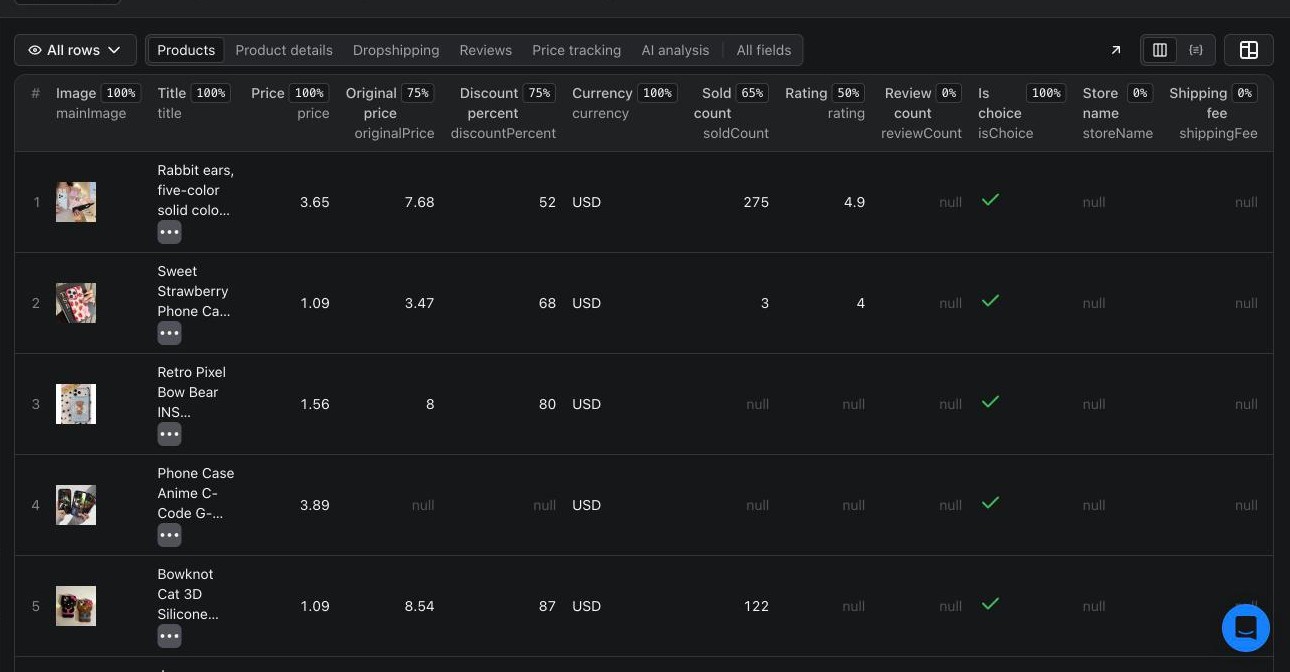 All rows
Products Product details Dropshipping Reviews Price tracking AI analysis All fields
# Image 100% Title 100% Price 100% Original 75% Discount 75% Currency 100% Sold 65% Rating 50% Review 0% Is 100% Store 0% Shipping 0%
mainImage title price price percent currency count rating count choice name fee
originalPrice discountPercent soldCount reviewCount isChoice storeName shippingFee
Rabbit ears,
five-color
1 solid colo... 3.65 7.68 52 USD 275 4.9 null null null
Sweet
Strawberry
2 Phone Ca... 1.09 3.47 68 USD 3 4 null null null
Retro Pixel
Bow Bear
3 INS... 1.56 8 80 USD null null null null null
Phone Case
Anime C-
4 Code G-... 3.89 null null USD null null null null null
Bowknot
Cat 3D
5 Silicone... 1.09 8.54 87 USD 122 null null null null